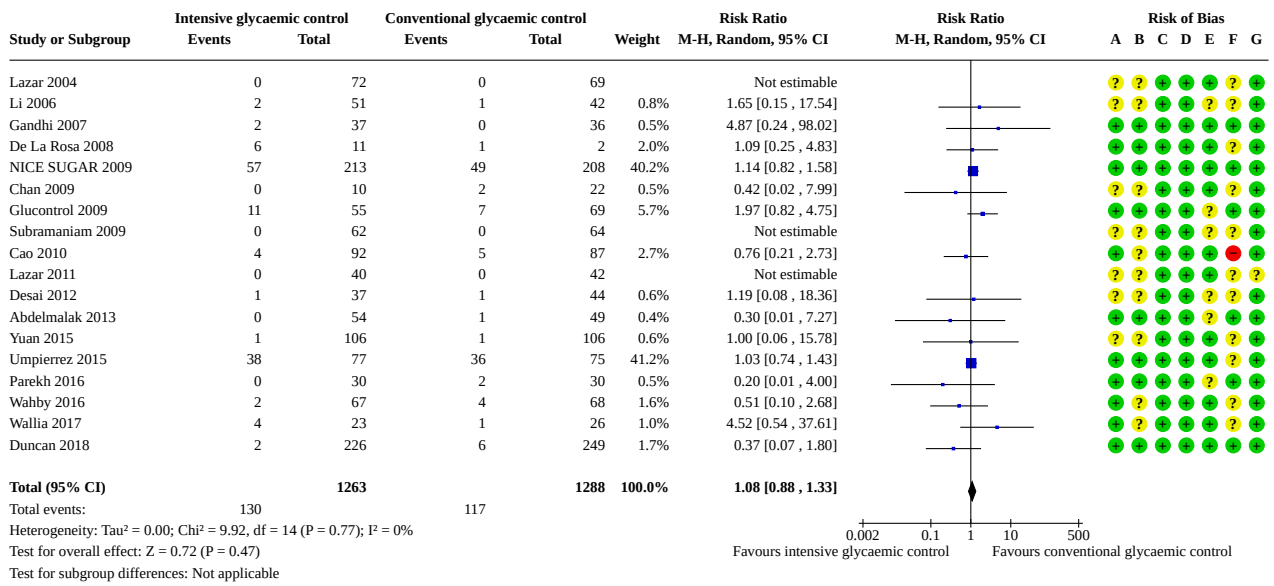 Intensive glycaemic control Conventional glycaemic control Risk Ratio Risk Ratio Risk of Bias
Study or Subgroup Events Total Events Total Weight M-H, Random, 95% CI M-H, Random, 95% CI A B C D E F G
Lazar 2004 0 72 0 69 Not estimable ? ? + + + ? +
Li 2006 2 51 1 42 0.8% 1.65 [0.15 , 17.54] ? ? + + ? ? +
Gandhi 2007 2 37 0 36 0.5% 4.87 [0.24 , 98.02] + + + + + + +
De La Rosa 2008 6 11 1 2 2.0% 1.09 [0.25 , 4.83] + + + + + ? +
NICE SUGAR 2009 57 213 49 208 40.2% 1.14 [0.82 , 1.58] + + + + + + +
Chan 2009 0 10 2 22 0.5% 0.42 [0.02 , 7.99] ? ? + + + ? +
Glucontrol 2009 11 55 7 69 5.7% 1.97 [0.82 , 4.75] + + + + ? + +
Subramaniam 2009 0 62 0 64 Not estimable ? ? + + ? ? +
Cao 2010 4 92 5 87 2.7% 0.76 [0.21 , 2.73] + ? + + + − +
Lazar 2011 0 40 0 42 Not estimable ? ? + + + ? ?
Desai 2012 1 37 1 44 0.6% 1.19 [0.08 , 18.36] ? ? + + ? ? +
Abdelmalak 2013 0 54 1 49 0.4% 0.30 [0.01 , 7.27] + + + + ? + +
Yuan 2015 1 106 1 106 0.6% 1.00 [0.06 , 15.78] ? ? + + + ? +
Umpierrez 2015 38 77 36 75 41.2% 1.03 [0.74 , 1.43] + + + + + ? +
Parekh 2016 0 30 2 30 0.5% 0.20 [0.01 , 4.00] + + + + ? + +
Wahby 2016 2 67 4 68 1.6% 0.51 [0.10 , 2.68] + ? + + + ? +
Wallia 2017 4 23 1 26 1.0% 4.52 [0.54 , 37.61] + ? + + + ? +
Duncan 2018 2 226 6 249 1.7% 0.37 [0.07 , 1.80] + + + + + + +
Total (95% CI) 1263 1288 100.0% 1.08 [0.88 , 1.33]
Total events: 130 117
Heterogeneity: Tau² = 0.00; Chi² = 9.92, df = 14 (P = 0.77); I² = 0%
0.002 0.1 1 10 500
Test for overall effect: Z = 0.72 (P = 0.47) Favours intensive glycaemic control Favours conventional glycaemic control
Test for subgroup differences: Not applicable